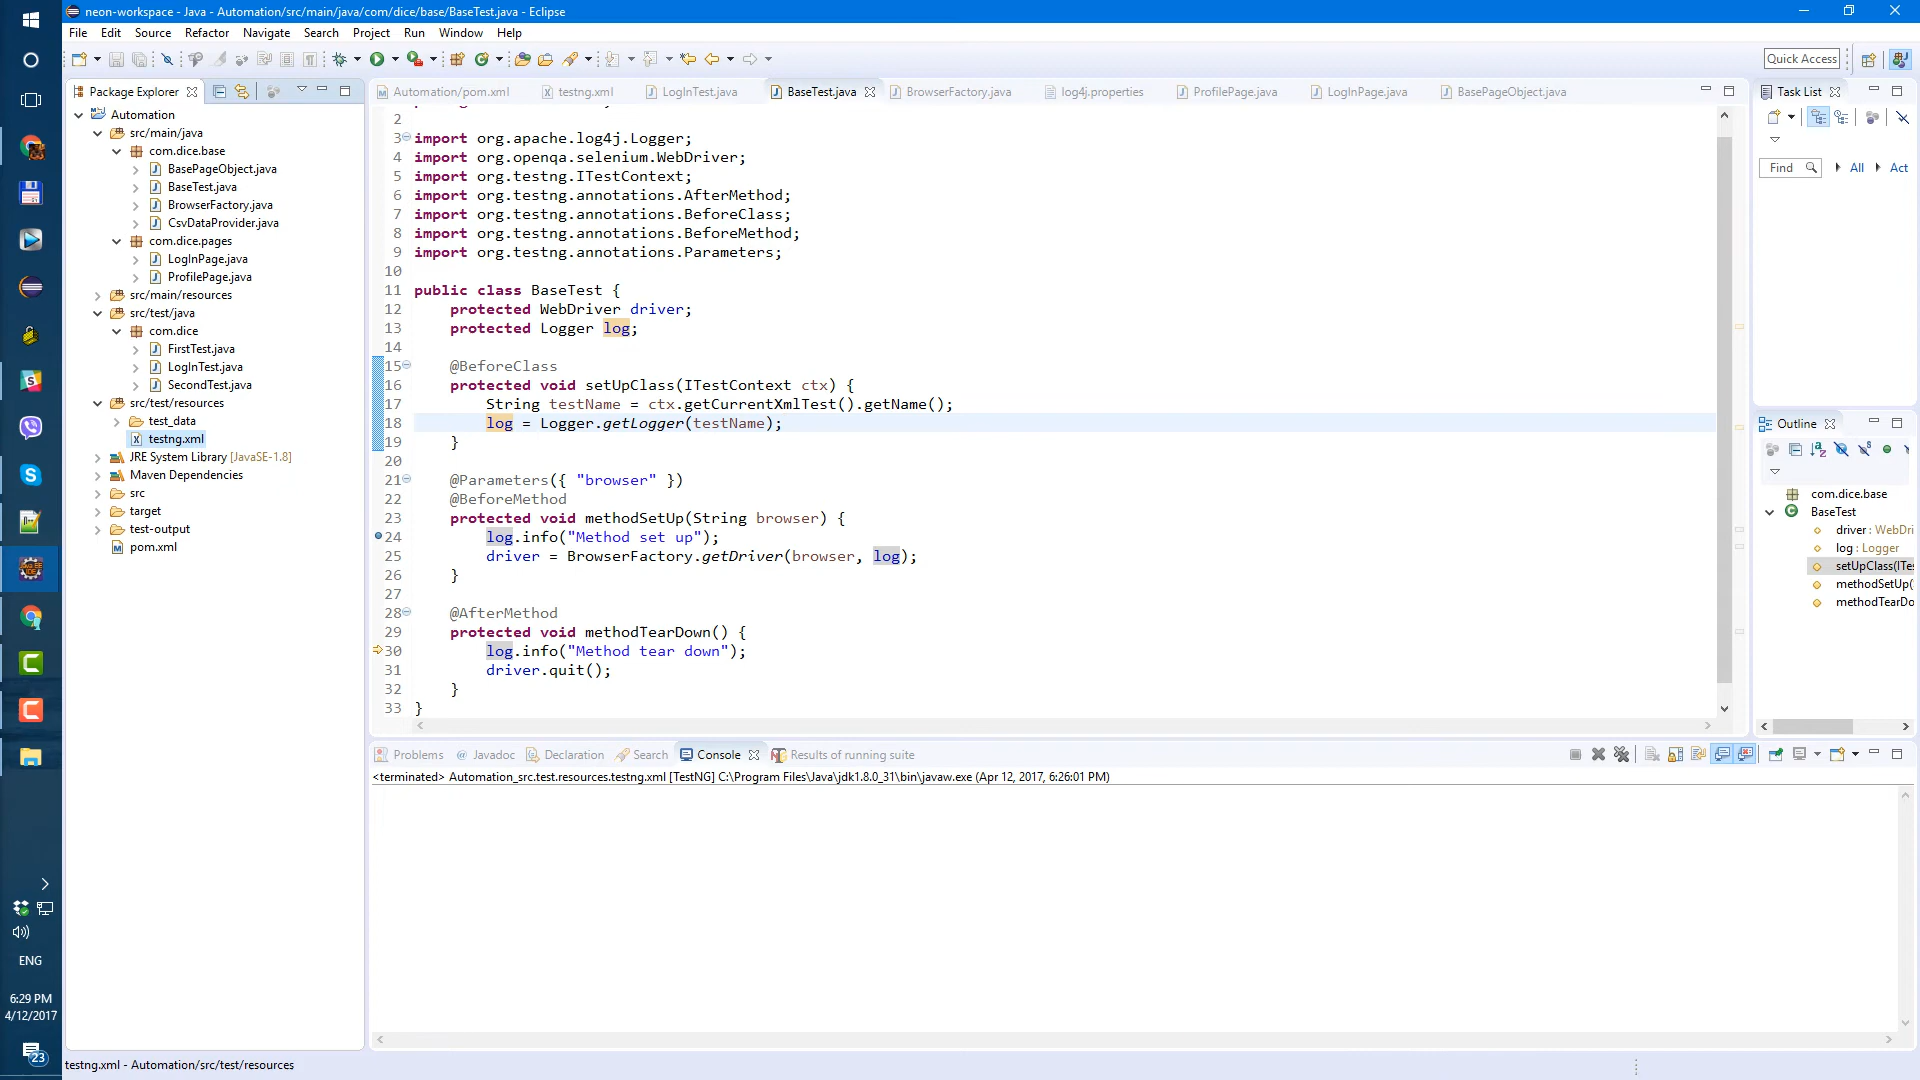 neon-workspace - Java - Automation/src/main/java/com/dice/base/BaseTest.java - Eclipse
File Edit Source Refactor Navigate Search Project Run Window Help
Quick Access
Package Explorer
Automation
src/main/java
com.dice.base
BasePageObject.java
BaseTest.java
BrowserFactory.java
CsvDataProvider.java
com.dice.pages
LogInPage.java
ProfilePage.java
src/main/resources
src/test/java
com.dice
FirstTest.java
LogInTest.java
SecondTest.java
src/test/resources
test_data
testng.xml
JRE System Library [JavaSE-1.8]
Maven Dependencies
src
target
test-output
pom.xml
Automation/pom.xml testng.xml LogInTest.java BaseTest.java BrowserFactory.java log4j.properties ProfilePage.java LogInPage.java BasePageObject.java
2
3 import org.apache.log4j.Logger;
4 import org.openqa.selenium.WebDriver;
5 import org.testng.ITestContext;
6 import org.testng.annotations.AfterMethod;
7 import org.testng.annotations.BeforeClass;
8 import org.testng.annotations.BeforeMethod;
9 import org.testng.annotations.Parameters;
10
11 public class BaseTest {
12 protected WebDriver driver;
13 protected Logger log;
14
15 @BeforeClass
16 protected void setUpClass(ITestContext ctx) {
17 String testName = ctx.getCurrentXmlTest().getName();
18 log = Logger.getLogger(testName);
19 }
20
21 @Parameters({ "browser" })
22 @BeforeMethod
23 protected void methodSetUp(String browser) {
24 log.info("Method set up");
25 driver = BrowserFactory.getDriver(browser, log);
26 }
27
28 @AfterMethod
29 protected void methodTearDown() {
30 log.info("Method tear down");
31 driver.quit();
32 }
33 }
Task List
Find All Act
Outline
com.dice.base
BaseTest
driver : WebDri
log : Logger
setUpClass(ITes
methodSetUp(
methodTearDo
Problems @ Javadoc Declaration Search Console Results of running suite
<terminated> Automation_src.test.resources.testng.xml [TestNG] C:\Program Files\Java\jdk1.8.0_31\bin\javaw.exe (Apr 12, 2017, 6:26:01 PM)
ENG
6:29 PM
4/12/2017
23
testng.xml - Automation/src/test/resources